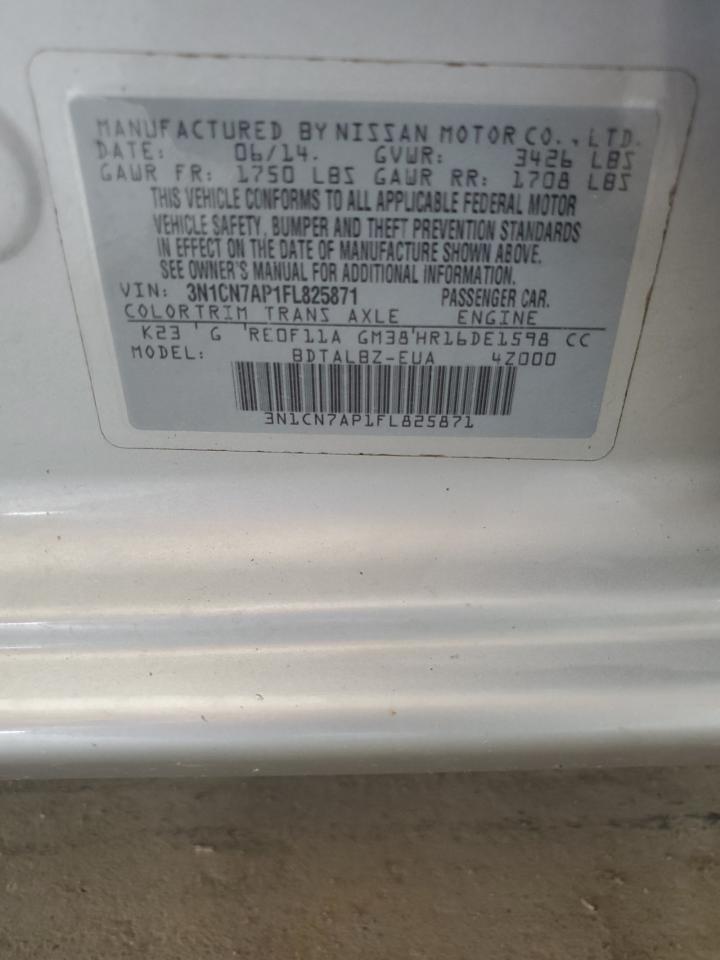 MANUFACTURED BY NISSAN MOTOR CO., LTD.
DATE: 06/14. GVWR: 3426 LBS
GAWR FR: 1750 LBS GAWR RR: 1708 LBS
THIS VEHICLE CONFORMS TO ALL APPLICABLE FEDERAL MOTOR
VEHICLE SAFETY, BUMPER AND THEFT PREVENTION STANDARDS
IN EFFECT ON THE DATE OF MANUFACTURE SHOWN ABOVE.
SEE OWNER'S MANUAL FOR ADDITIONAL INFORMATION.
VIN: 3N1CN7AP1FL825871 PASSENGER CAR.
COLORTRIM TRANS AXLE ENGINE
K23 ' G 'RE0F11A GM38'HR16DE1598 CC
MODEL: BDTALBZ-EUA 4Z000
3N1CN7AP1FL825871